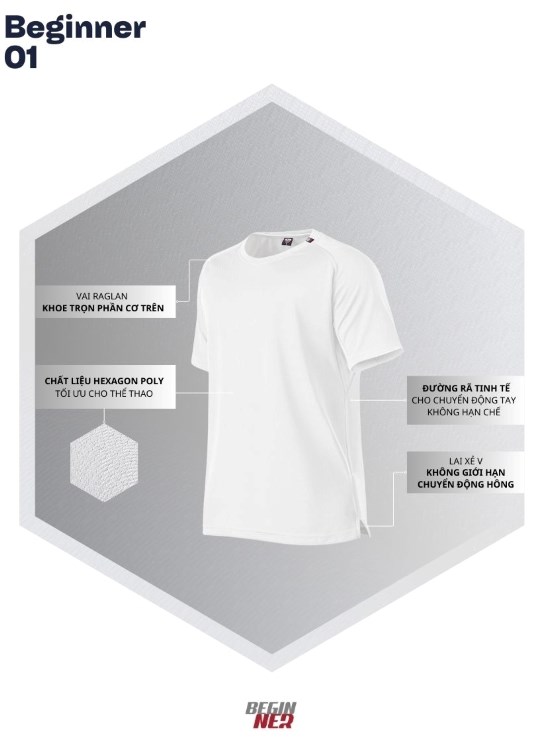 Beginner
01
VAI RAGLAN
KHOE TRỌN PHẦN CƠ TRÊN
CHẤT LIỆU HEXAGON POLY
TỐI ƯU CHO THỂ THAO
ĐƯỜNG RÃ TINH TẾ
CHO CHUYỂN ĐỘNG TAY
KHÔNG HẠN CHẾ
LAI XẺ V
KHÔNG GIỚI HẠN
CHUYỂN ĐỘNG HÔNG
BEGIN
NER